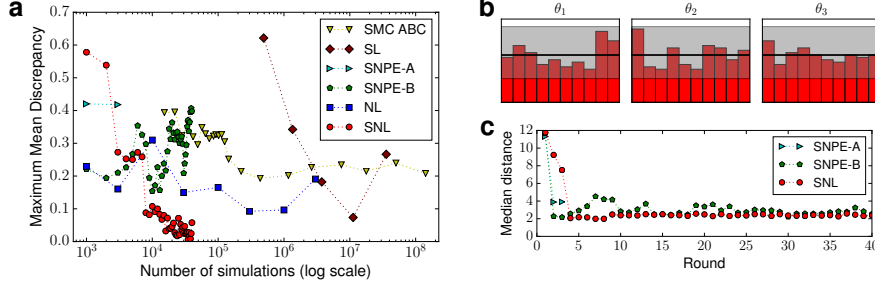 a
Maximum Mean Discrepancy
0.7
0.6
0.5
0.4
0.3
0.2
0.1
0.0
10^3
10^4
10^5
10^6
10^7
10^8
Number of simulations (log scale)
SMC ABC
SL
SNPE-A
SNPE-B
NL
SNL
b
θ1
θ2
θ3
c
Median distance
12
10
8
6
4
2
0
0
5
10
15
20
25
30
35
40
Round
SNPE-A
SNPE-B
SNL